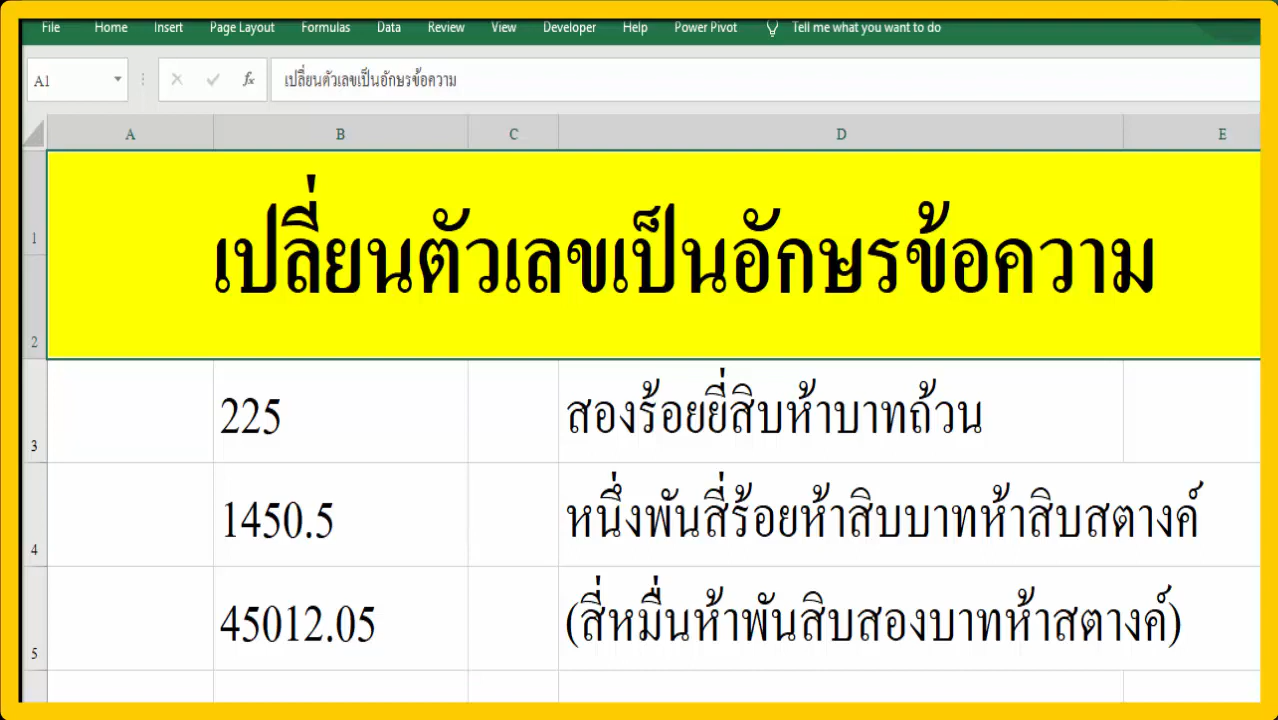 File Home Insert Page Layout Formulas Data Review View Developer Help Power Pivot Tell me what you want to do
A1 fx เปลี่ยนตัวเลขเป็นอักษรข้อความ
A B C D E
1 เปลี่ยนตัวเลขเป็นอักษรข้อความ
2
3 225 สองร้อยยี่สิบห้าบาทถ้วน
4 1450.5 หนึ่งพันสี่ร้อยห้าสิบบาทห้าสิบสตางค์
5 45012.05 (สี่หมื่นห้าพันสิบสองบาทห้าสตางค์)